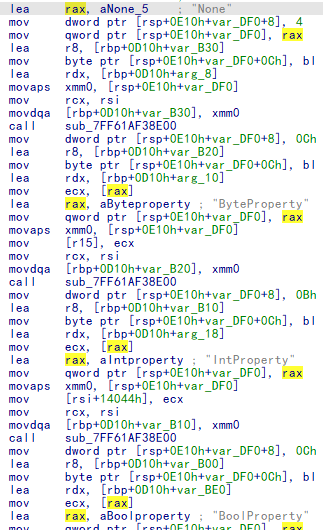 lea rax, aNone_5 ; "None"
mov dword ptr [rsp+0E10h+var_DF0+8], 4
mov qword ptr [rsp+0E10h+var_DF0], rax
lea r8, [rbp+0D10h+var_B30]
mov byte ptr [rsp+0E10h+var_DF0+0Ch], bl
lea rdx, [rbp+0D10h+arg_8]
movaps xmm0, [rsp+0E10h+var_DF0]
mov rcx, rsi
movdqa [rbp+0D10h+var_B30], xmm0
call sub_7FF61AF38E00
mov dword ptr [rsp+0E10h+var_DF0+8], 0Ch
lea r8, [rbp+0D10h+var_B20]
mov byte ptr [rsp+0E10h+var_DF0+0Ch], bl
lea rdx, [rbp+0D10h+arg_10]
mov ecx, [rax]
lea rax, aByteproperty ; "ByteProperty"
mov qword ptr [rsp+0E10h+var_DF0], rax
movaps xmm0, [rsp+0E10h+var_DF0]
mov [r15], ecx
mov rcx, rsi
movdqa [rbp+0D10h+var_B20], xmm0
call sub_7FF61AF38E00
mov dword ptr [rsp+0E10h+var_DF0+8], 0Bh
lea r8, [rbp+0D10h+var_B10]
mov byte ptr [rsp+0E10h+var_DF0+0Ch], bl
lea rdx, [rbp+0D10h+arg_18]
mov ecx, [rax]
lea rax, aIntproperty ; "IntProperty"
mov qword ptr [rsp+0E10h+var_DF0], rax
movaps xmm0, [rsp+0E10h+var_DF0]
mov [rsi+14044h], ecx
mov rcx, rsi
movdqa [rbp+0D10h+var_B10], xmm0
call sub_7FF61AF38E00
mov dword ptr [rsp+0E10h+var_DF0+8], 0Ch
lea r8, [rbp+0D10h+var_B00]
mov byte ptr [rsp+0E10h+var_DF0+0Ch], bl
lea rdx, [rbp+0D10h+var_BE0]
mov ecx, [rax]
lea rax, aBoolproperty ; "BoolProperty"
mov qword ptr [rsp+0E10h+var_DF0], rax